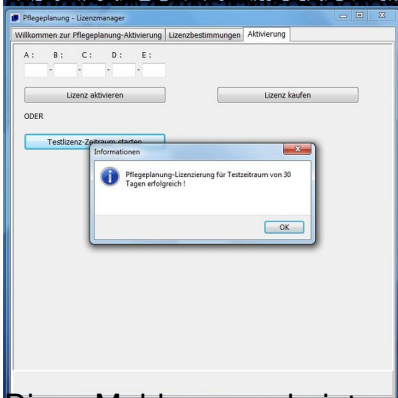 Pflegeplanung - Lizenzmanager
Willkommen zur Pflegeplanung-Aktivierung Lizenzbestimmungen Aktivierung
A : B : C : D : E :
- - - -
Lizenz aktivieren Lizenz kaufen
ODER
Testlizenz-Zeitraum starten
Informationen
Pflegeplanung-Lizenzierung für Testzeitraum von 30
Tagen erfolgreich !
OK